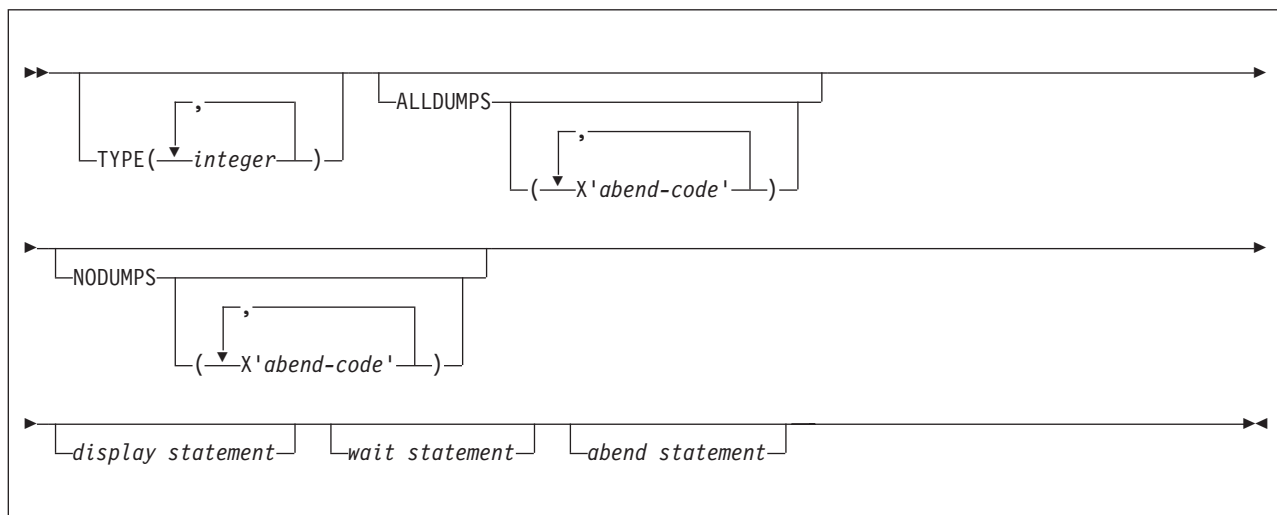 ,
TYPE( integer )
ALLDUMPS
,
( X'abend-code' )
NODUMPS
,
( X'abend-code' )
display statement wait statement abend statement